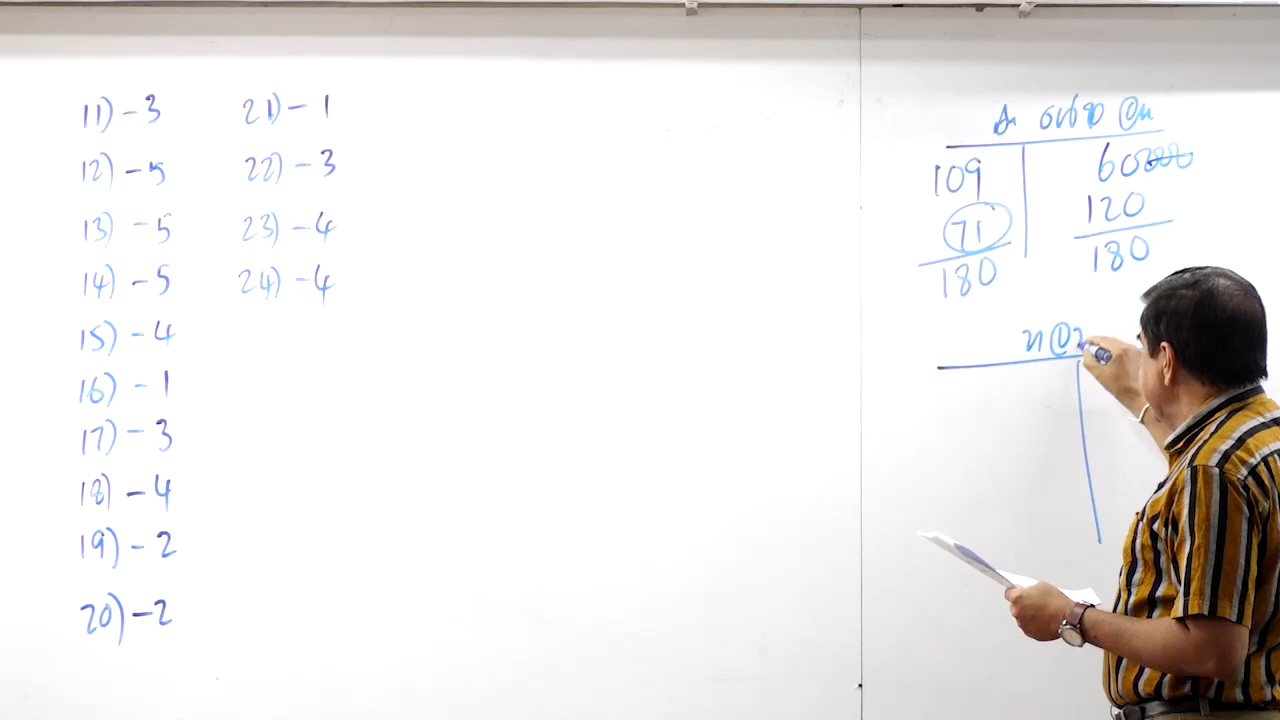 11) - 3
12) - 5
13) - 5
14) - 5
15) - 4
16) - 1
17) - 3
18) - 4
19) - 2
20) - 2
21) - 1
22) - 3
23) - 4
24) - 4
109
71
180
60
120
180